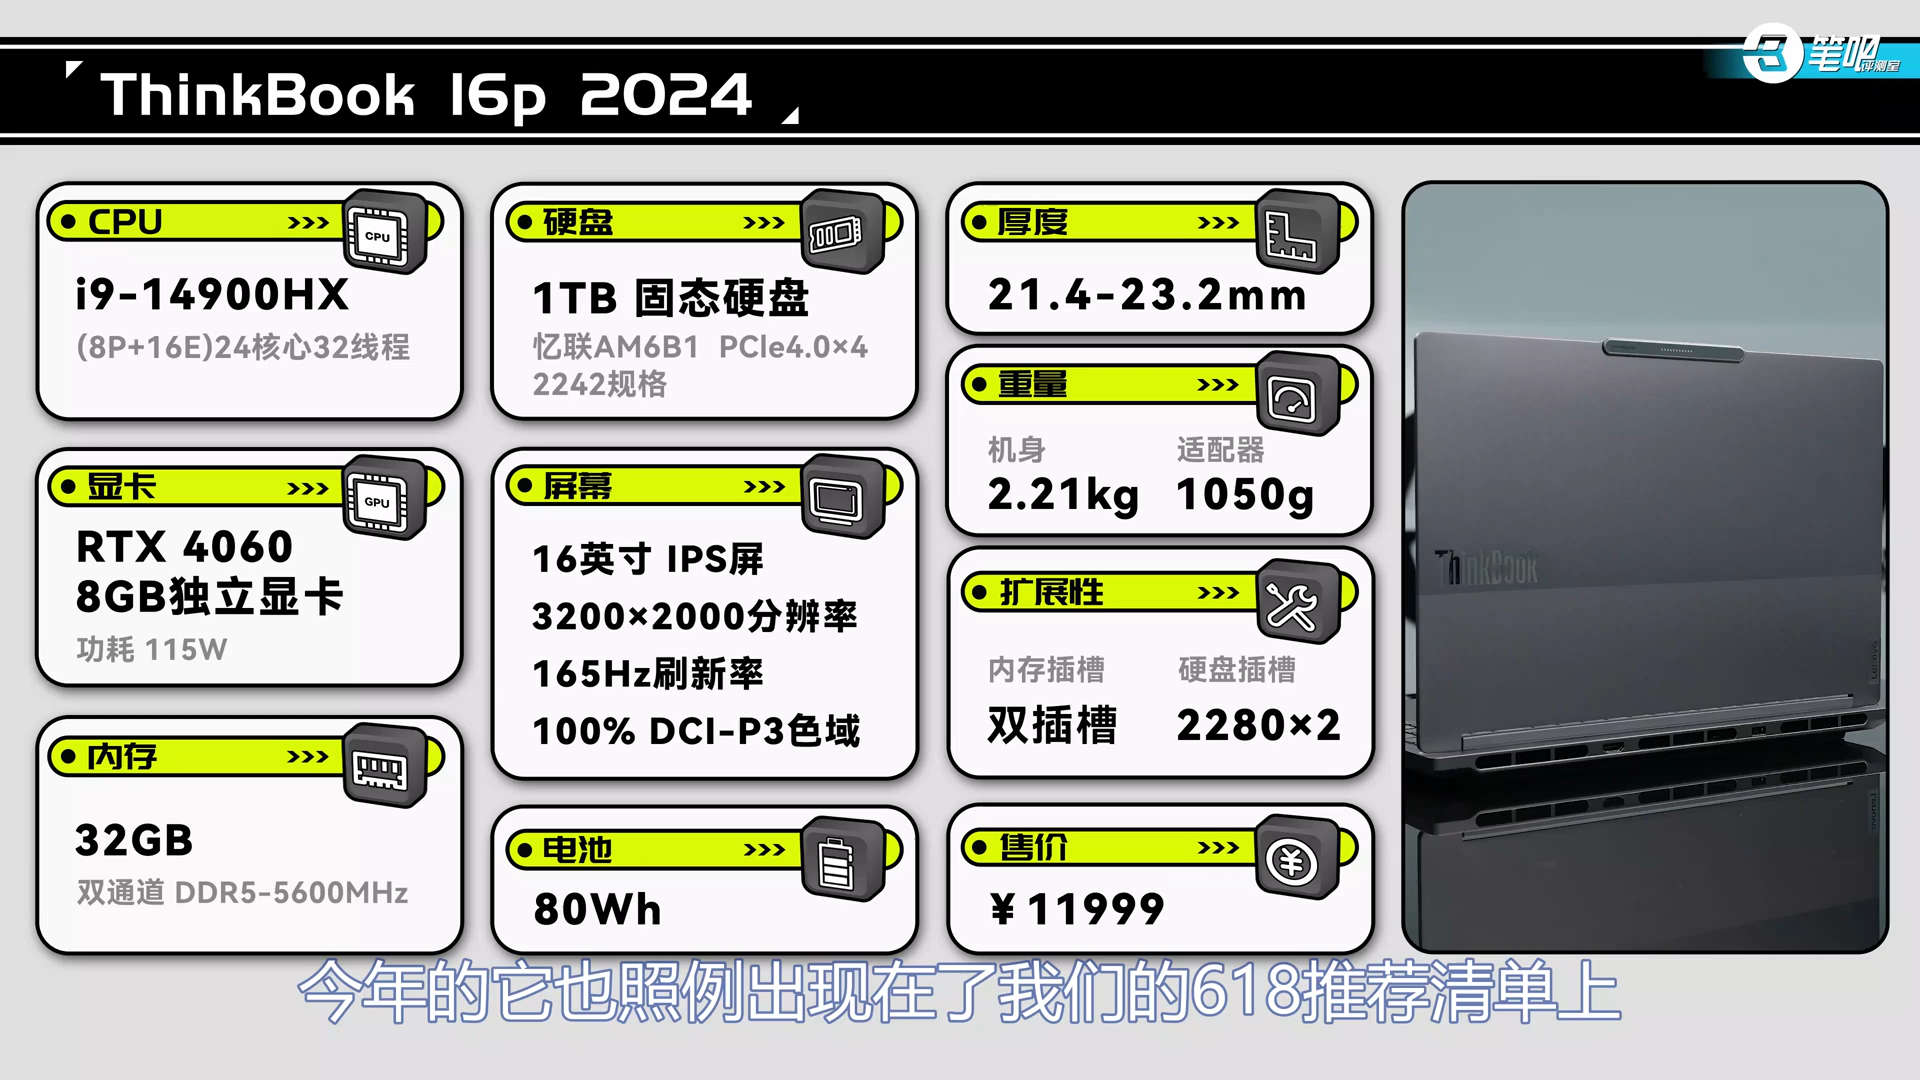 ThinkBook 16p 2024
笔吧
评测室
CPU
CPU
i9-14900HX
(8P+16E)24核心32线程
显卡
GPU
RTX 4060
8GB独立显卡
功耗 115W
内存
32GB
双通道 DDR5-5600MHz
硬盘
1TB 固态硬盘
忆联AM6B1 PCIe4.0×4
2242规格
屏幕
16英寸 IPS屏
3200×2000分辨率
165Hz刷新率
100% DCI-P3色域
电池
80Wh
厚度
21.4-23.2mm
重量
机身 适配器
2.21kg 1050g
扩展性
内存插槽 硬盘插槽
双插槽 2280×2
售价
¥11999
ThinkBook
Lenovo
今年的它也照例出现在了我们的618推荐清单上